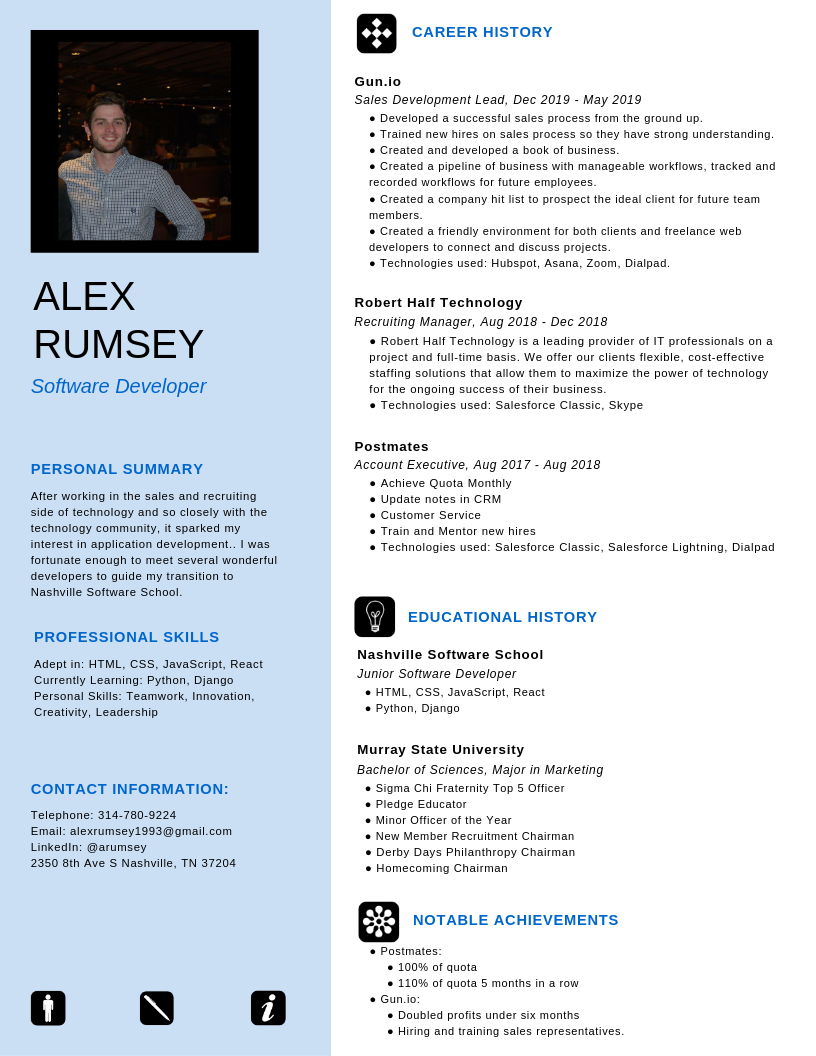 ALEX
RUMSEY
Software Developer
PERSONAL SUMMARY
After working in the sales and recruiting
side of technology and so closely with the
technology community, it sparked my
interest in application development.. I was
fortunate enough to meet several wonderful
developers to guide my transition to
Nashville Software School.
PROFESSIONAL SKILLS
Adept in: HTML, CSS, JavaScript, React
Currently Learning: Python, Django
Personal Skills: Teamwork, Innovation,
Creativity, Leadership
CONTACT INFORMATION:
Telephone: 314-780-9224
Email: alexrumsey1993@gmail.com
LinkedIn: @arumsey
2350 8th Ave S Nashville, TN 37204
CAREER HISTORY
Gun.io
Sales Development Lead, Dec 2019 - May 2019
● Developed a successful sales process from the ground up.
● Trained new hires on sales process so they have strong understanding.
● Created and developed a book of business.
● Created a pipeline of business with manageable workflows, tracked and
recorded workflows for future employees.
● Created a company hit list to prospect the ideal client for future team
members.
● Created a friendly environment for both clients and freelance web
developers to connect and discuss projects.
● Technologies used: Hubspot, Asana, Zoom, Dialpad.
Robert Half Technology
Recruiting Manager, Aug 2018 - Dec 2018
● Robert Half Technology is a leading provider of IT professionals on a
project and full-time basis. We offer our clients flexible, cost-effective
staffing solutions that allow them to maximize the power of technology
for the ongoing success of their business.
● Technologies used: Salesforce Classic, Skype
Postmates
Account Executive, Aug 2017 - Aug 2018
● Achieve Quota Monthly
● Update notes in CRM
● Customer Service
● Train and Mentor new hires
● Technologies used: Salesforce Classic, Salesforce Lightning, Dialpad
EDUCATIONAL HISTORY
Nashville Software School
Junior Software Developer
● HTML, CSS, JavaScript, React
● Python, Django
Murray State University
Bachelor of Sciences, Major in Marketing
● Sigma Chi Fraternity Top 5 Officer
● Pledge Educator
● Minor Officer of the Year
● New Member Recruitment Chairman
● Derby Days Philanthropy Chairman
● Homecoming Chairman
NOTABLE ACHIEVEMENTS
● Postmates:
● 100% of quota
● 110% of quota 5 months in a row
● Gun.io:
● Doubled profits under six months
● Hiring and training sales representatives.